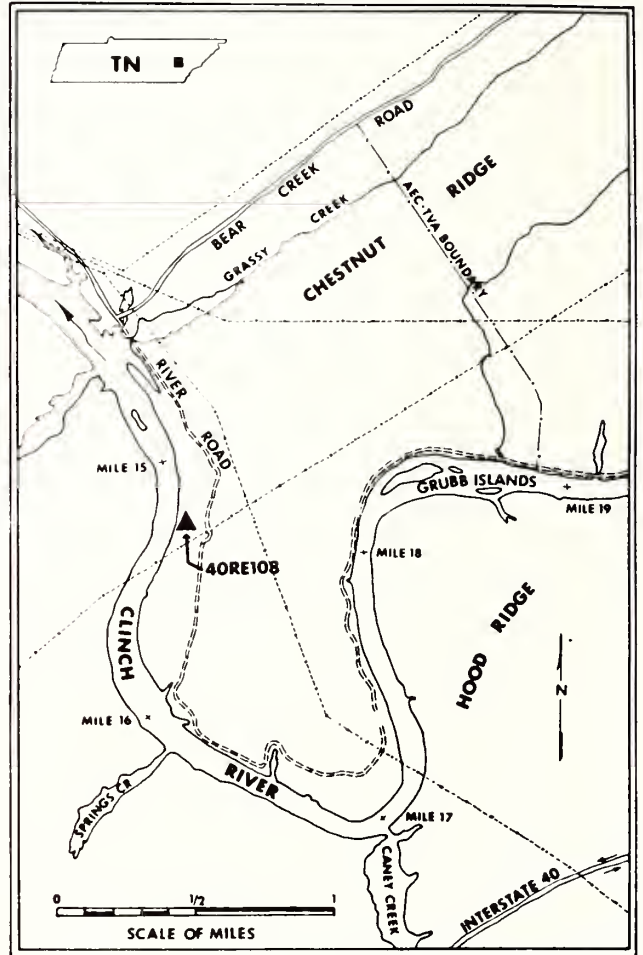 TN
BEAR CREEK ROAD
GRASSY CREEK
CHESTNUT RIDGE
AEC-TVA BOUNDARY
RIVER ROAD
MILE 15
GRUBB ISLANDS
MILE 19
MILE 18
40RE108
CLINCH RIVER
HOOD RIDGE
N
MILE 16
SPRINGS CR
MILE 17
CANEY CREEK
INTERSTATE 40
0 1/2 1
SCALE OF MILES